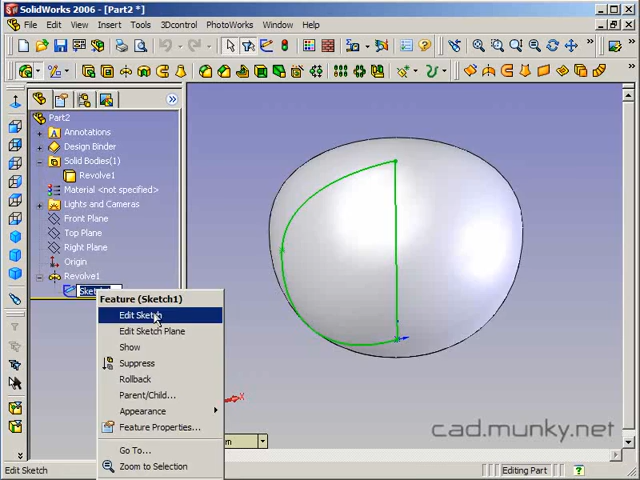 SolidWorks 2006 - [Part2 *]
File Edit View Insert Tools 3Dcontrol PhotoWorks Window Help
Part2
Annotations
Design Binder
Solid Bodies(1)
Revolve1
Material <not specified>
Lights and Cameras
Front Plane
Top Plane
Right Plane
Origin
Revolve1
Feature (Sketch1)
Edit Sketch
Edit Sketch Plane
Show
Suppress
Rollback
Parent/Child...
Appearance
Feature Properties...
Go To...
Zoom to Selection
X
cad.munky.net
Edit Sketch
Editing Part